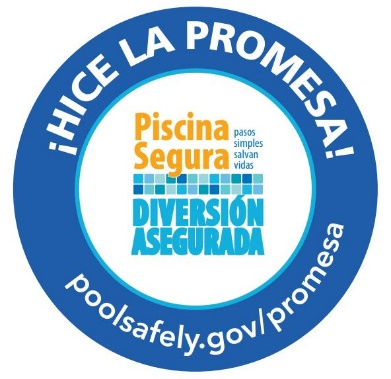 ¡HICE LA PROMESA!
Piscina
Segura
pasos
simples
salvan
vidas
DIVERSIÓN
ASEGURADA
poolsafely.gov/promesa